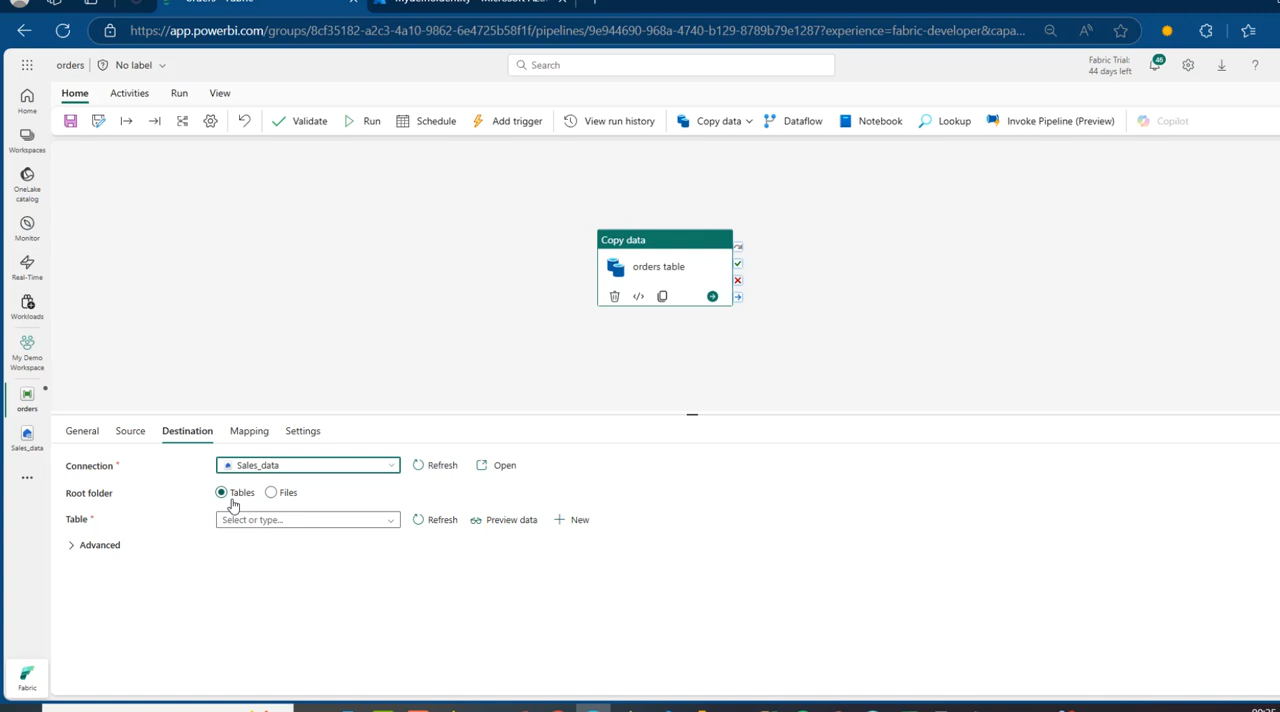 orders - Fabric
https://app.powerbi.com/groups/8cf35182-a2c3-4a10-9862-6e4725b58f1f/pipelines/9e944690-968a-4740-b129-8789b79e1287?experience=fabric-developer&capa...
orders No label
Search
Fabric Trial:
44 days left
46
Home Activities Run View
Validate Run Schedule Add trigger View run history Copy data Dataflow Notebook Lookup Invoke Pipeline (Preview) Copilot
Home
Workspaces
OneLake
catalog
Monitor
Real-Time
Workloads
My Demo
Workspace
orders
Sales_data
Fabric
Copy data
orders table
General Source Destination Mapping Settings
Connection * Sales_data Refresh Open
Root folder Tables Files
Table * Select or type... Refresh Preview data New
Advanced